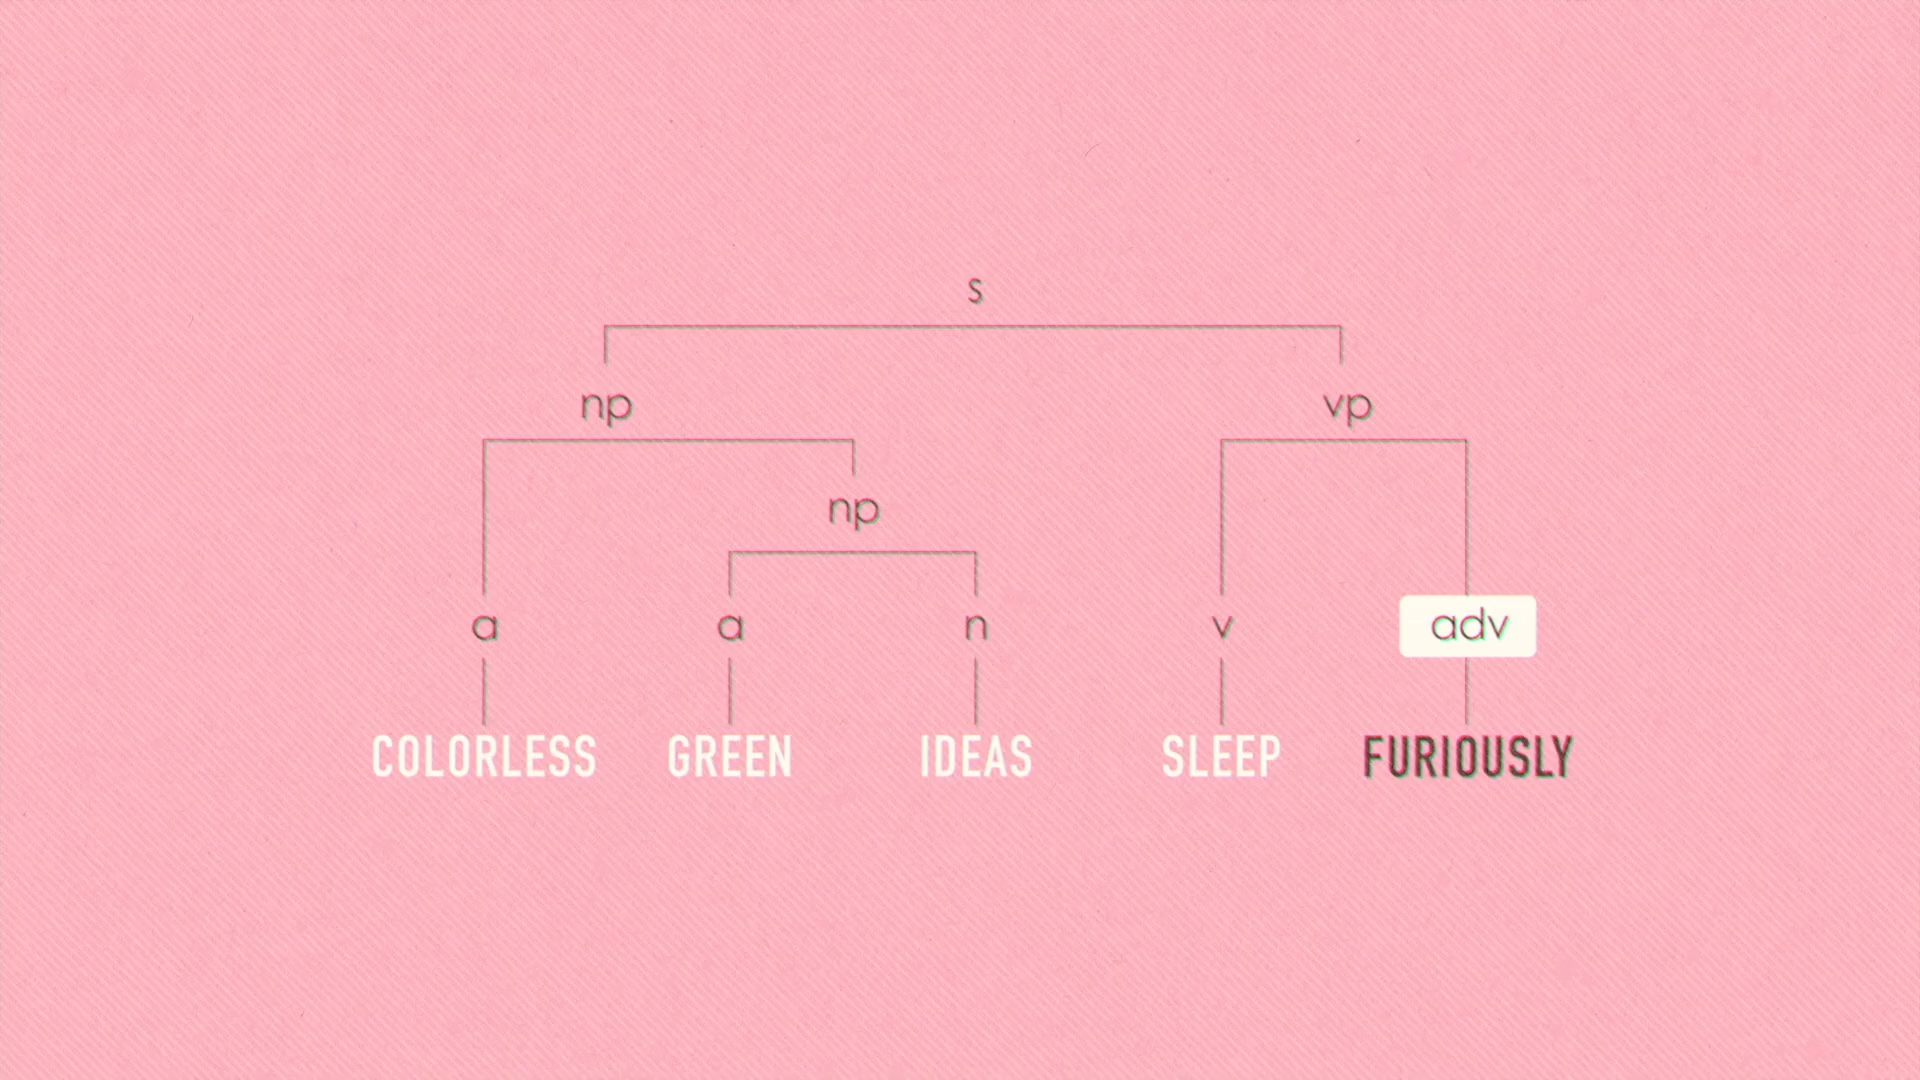 s
np vp
np
a a n v adv
COLORLESS GREEN IDEAS SLEEP FURIOUSLY